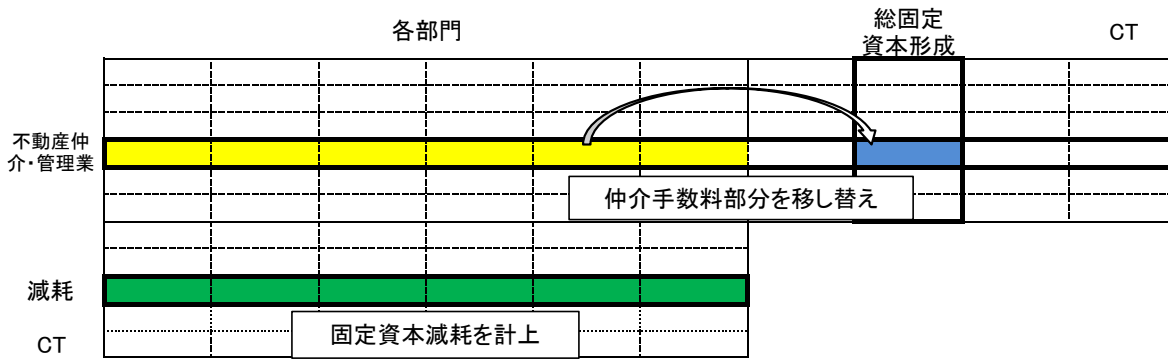 各部門
総固定
資本形成
CT
不動産仲
介・管理業
仲介手数料部分を移し替え
減耗
固定資本減耗を計上
CT